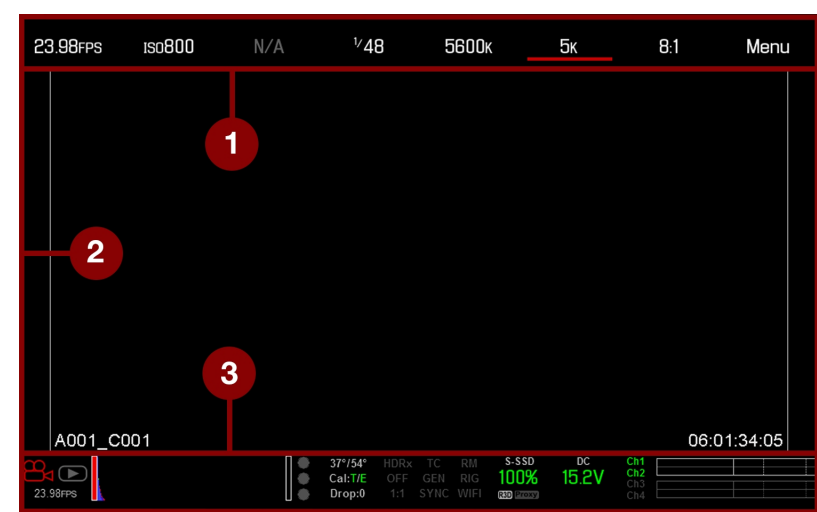 23.98FPS ISO800 N/A 1/48 5600K 5K 8:1 Menu
1
2
3
A001_C001 06:01:34:05
37°/54° HDRx TC RM S-SSD DC Ch1
Cal:T/E OFF GEN RIG 100% 15.2V Ch2
Ch3
23.98FPS Drop:0 1:1 SYNC WIFI R3D Proxy Ch4